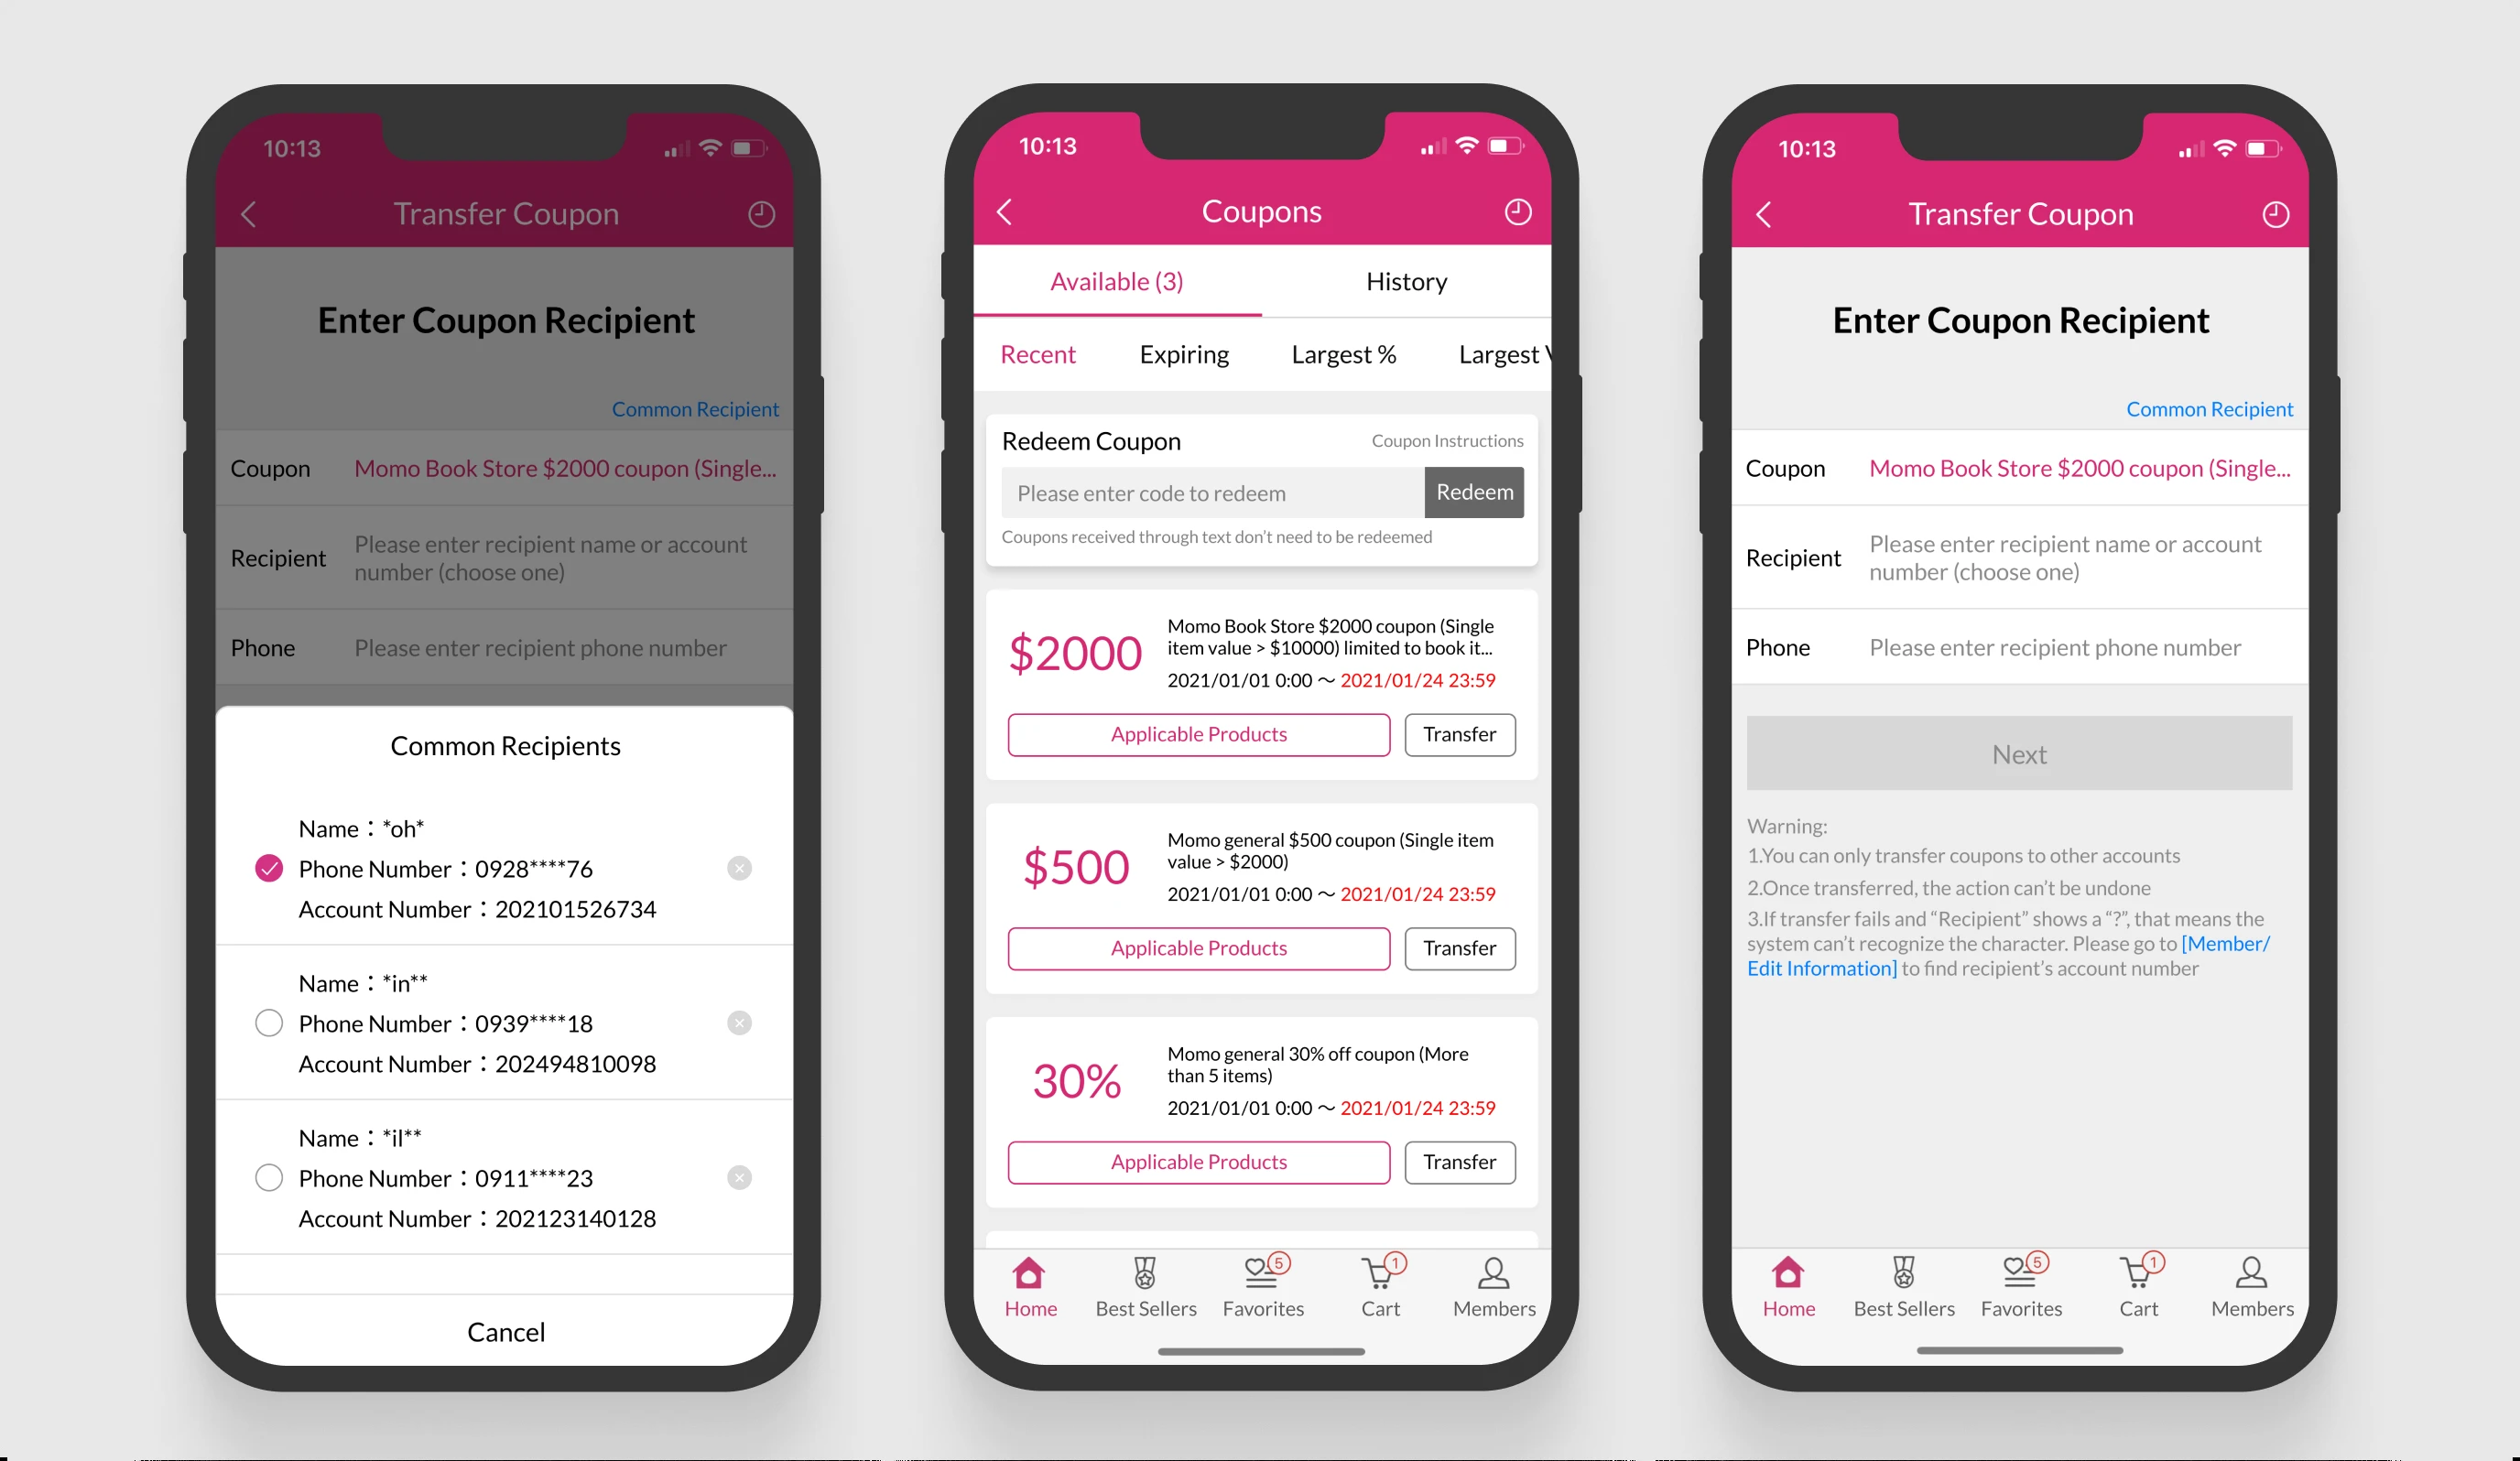 10:13
Transfer Coupon
Enter Coupon Recipient
Common Recipient
Coupon Momo Book Store $2000 coupon (Single...
Recipient Please enter recipient name or account
number (choose one)
Phone Please enter recipient phone number
Common Recipients
Name：*oh*
Phone Number：0928****76
Account Number：202101526734
Name：*in**
Phone Number：0939****18
Account Number：202494810098
Name：*il**
Phone Number：0911****23
Account Number：202123140128
Cancel
10:13
Coupons
Available (3) History
Recent Expiring Largest % Largest
Redeem Coupon Coupon Instructions
Please enter code to redeem Redeem
Coupons received through text don't need to be redeemed
$2000
Momo Book Store $2000 coupon (Single
item value > $10000) limited to book it...
2021/01/01 0:00 ～ 2021/01/24 23:59
Applicable Products Transfer
$500
Momo general $500 coupon (Single item
value > $2000)
2021/01/01 0:00 ～ 2021/01/24 23:59
Applicable Products Transfer
30%
Momo general 30% off coupon (More
than 5 items)
2021/01/01 0:00 ～ 2021/01/24 23:59
Applicable Products Transfer
5 1
Home Best Sellers Favorites Cart Members
10:13
Transfer Coupon
Enter Coupon Recipient
Common Recipient
Coupon Momo Book Store $2000 coupon (Single...
Recipient Please enter recipient name or account
number (choose one)
Phone Please enter recipient phone number
Next
Warning:
1.You can only transfer coupons to other accounts
2.Once transferred, the action can't be undone
3.If transfer fails and “Recipient” shows a “?”, that means the
system can't recognize the character. Please go to [Member/
Edit Information] to find recipient's account number
5 1
Home Best Sellers Favorites Cart Members